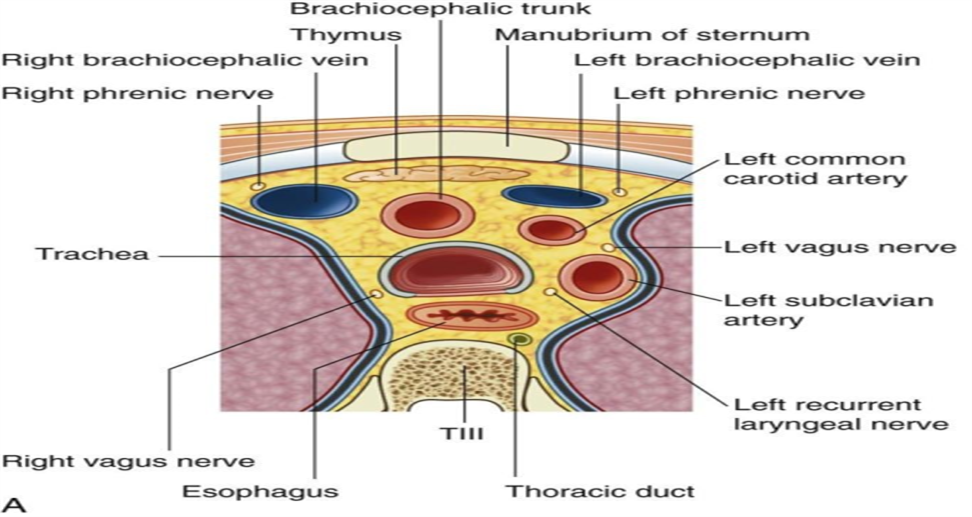 Brachiocephalic trunk
Thymus
Manubrium of sternum
Right brachiocephalic vein
Left brachiocephalic vein
Right phrenic nerve
Left phrenic nerve
Left common
carotid artery
Trachea
Left vagus nerve
Left subclavian
artery
Left recurrent
laryngeal nerve
TIII
Right vagus nerve
Esophagus
Thoracic duct
A